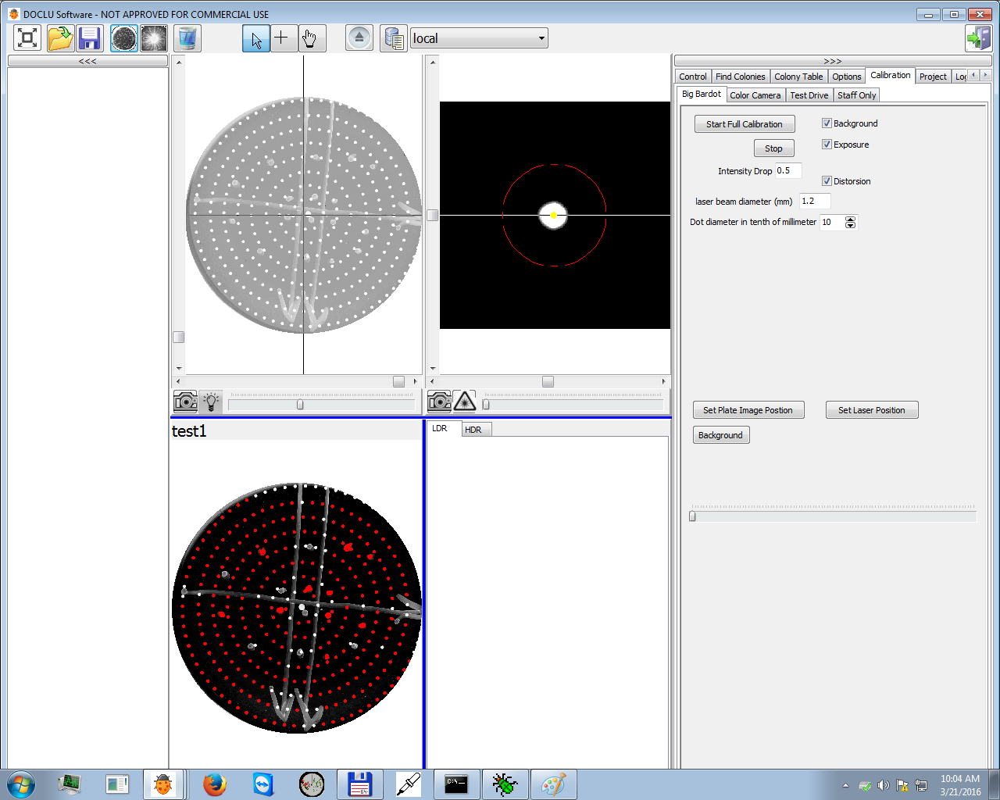 DOCLU Software - NOT APPROVED FOR COMMERCIAL USE
local
<<<
>>>
Control
Find Colonies
Colony Table
Options
Calibration
Project
Big Bardot
Color Camera
Test Drive
Staff Only
Start Full Calibration
Background
Stop
Exposure
Intensity Drop 0.5
Distorsion
laser beam diameter (mm) 1.2
Dot diameter in tenth of millimeter 10
Set Plate Image Postion
Set Laser Position
Background
test1
LDR
HDR
C:\_
64
10:04 AM
3/21/2016